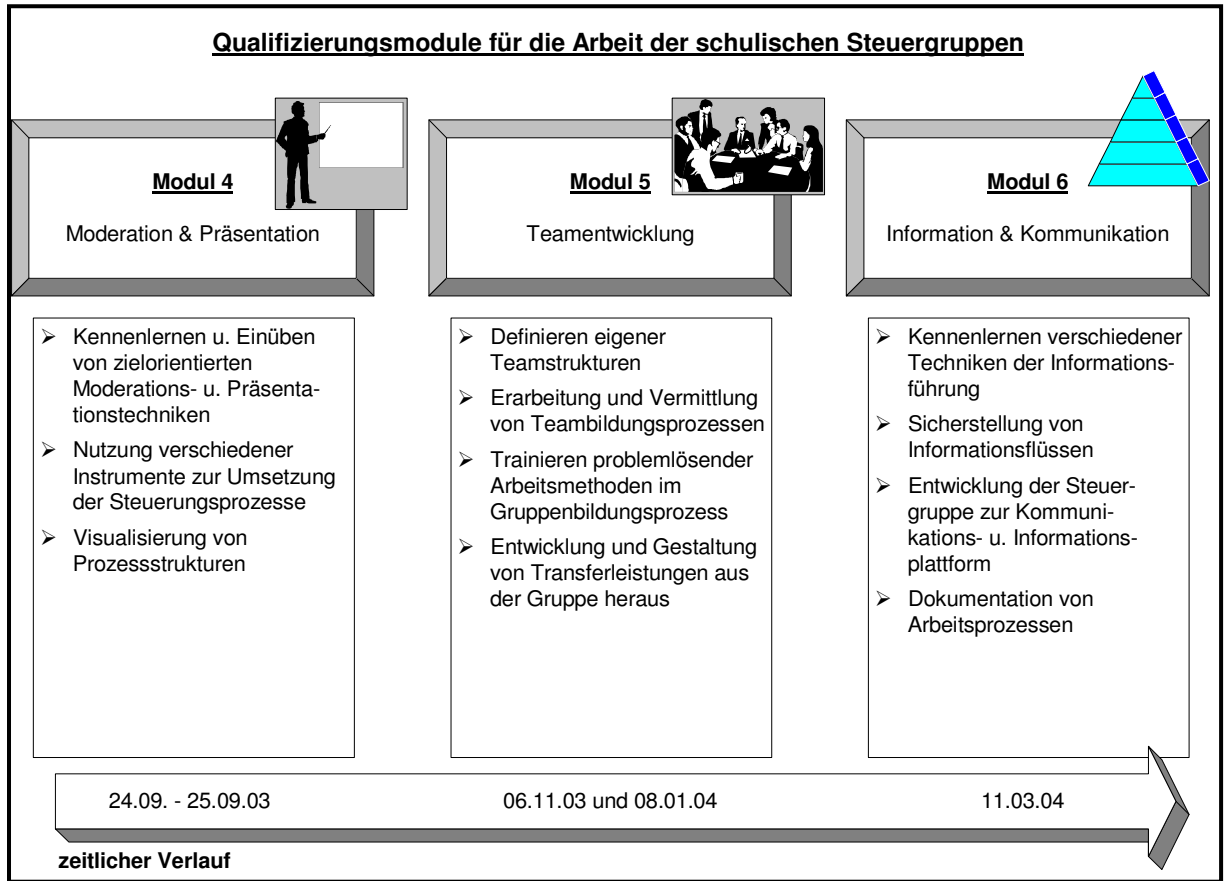 Qualifizierungsmodule für die Arbeit der schulischen Steuergruppen
Modul 4
Moderation & Präsentation
➢ Kennenlernen u. Einüben
von zielorientierten
Moderations- u. Präsenta-
tionstechniken
➢ Nutzung verschiedener
Instrumente zur Umsetzung
der Steuerungsprozesse
➢ Visualisierung von
Prozessstrukturen
Modul 5
Teamentwicklung
➢ Definieren eigener
Teamstrukturen
➢ Erarbeitung und Vermittlung
von Teambildungsprozessen
➢ Trainieren problemlösender
Arbeitsmethoden im
Gruppenbildungsprozess
➢ Entwicklung und Gestaltung
von Transferleistungen aus
der Gruppe heraus
Modul 6
Information & Kommunikation
➢ Kennenlernen verschiedener
Techniken der Informations-
führung
➢ Sicherstellung von
Informationsflüssen
➢ Entwicklung der Steuer-
gruppe zur Kommuni-
kations- u. Informations-
plattform
➢ Dokumentation von
Arbeitsprozessen
24.09. - 25.09.03
06.11.03 und 08.01.04
11.03.04
zeitlicher Verlauf